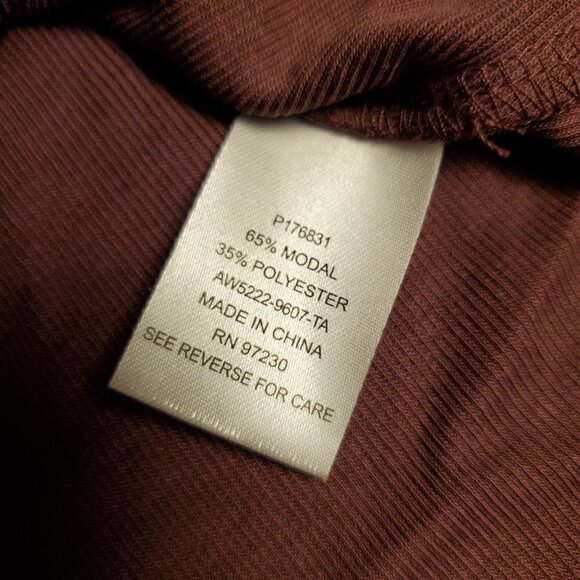 P176831
65% MODAL
35% POLYESTER
AW5222-9607-TA
MADE IN CHINA
RN 97230
SEE REVERSE FOR CARE